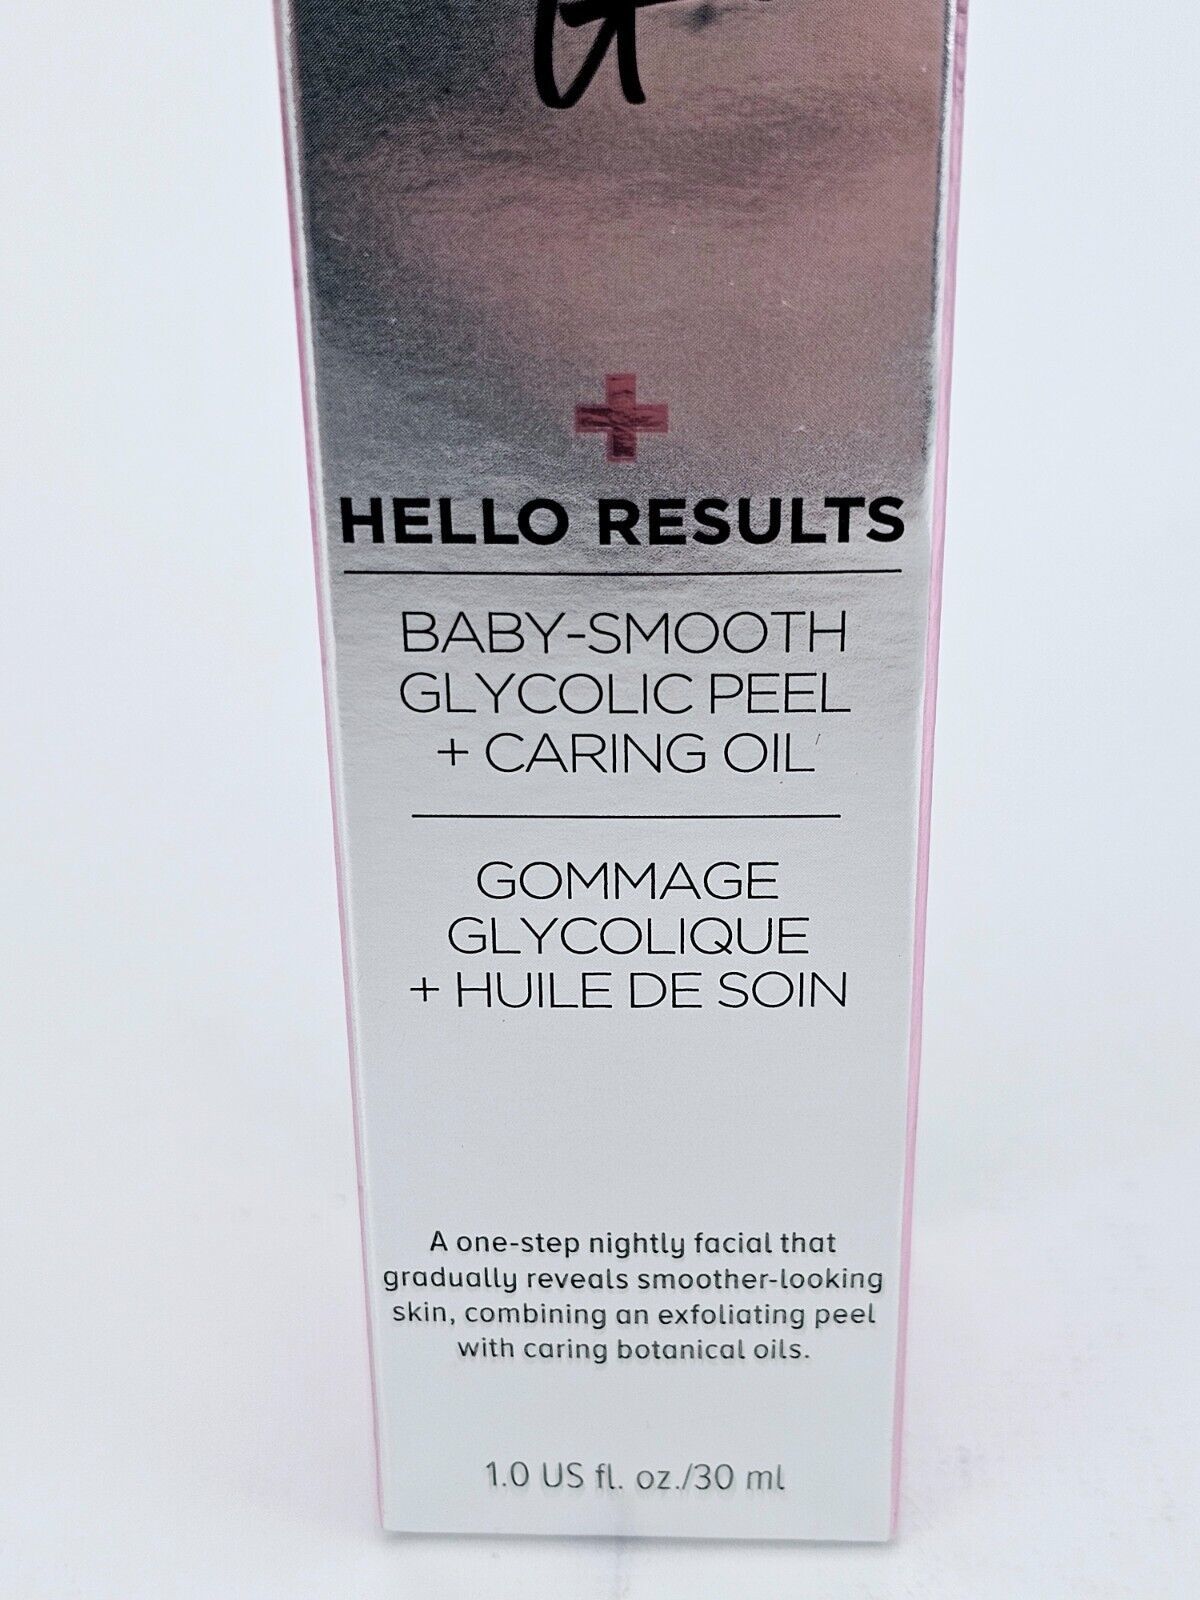 HELLO RESULTS
BABY-SMOOTH
GLYCOLIC PEEL
+ CARING OIL
GOMMAGE
GLYCOLIQUE
+ HUILE DE SOIN
A one-step nightly facial that
gradually reveals smoother-looking
skin, combining an exfoliating peel
with caring botanical oils.
1.0 US fl. oz./30 ml